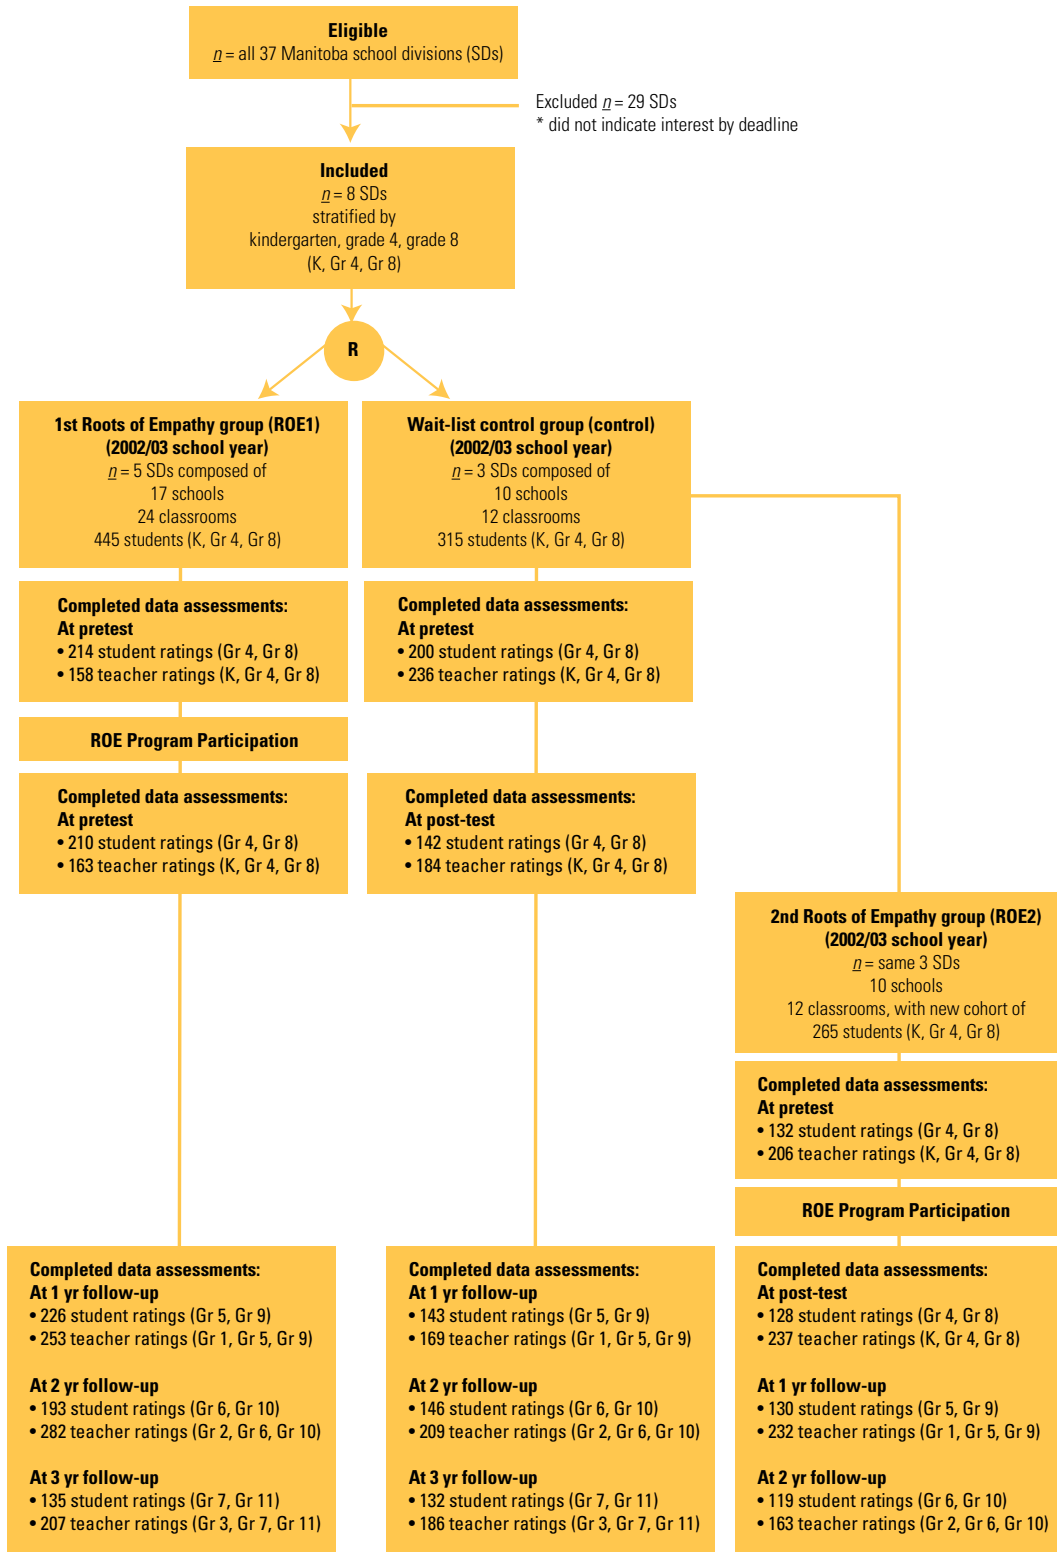 Eligible
n = all 37 Manitoba school divisions (SDs)
Excluded n = 29 SDs
* did not indicate interest by deadline
Included
n = 8 SDs
stratified by
kindergarten, grade 4, grade 8
(K, Gr 4, Gr 8)
R
1st Roots of Empathy group (ROE1)
(2002/03 school year)
n = 5 SDs composed of
17 schools
24 classrooms
445 students (K, Gr 4, Gr 8)
Wait-list control group (control)
(2002/03 school year)
n = 3 SDs composed of
10 schools
12 classrooms
315 students (K, Gr 4, Gr 8)
Completed data assessments:
At pretest
• 214 student ratings (Gr 4, Gr 8)
• 158 teacher ratings (K, Gr 4, Gr 8)
Completed data assessments:
At pretest
• 200 student ratings (Gr 4, Gr 8)
• 236 teacher ratings (K, Gr 4, Gr 8)
ROE Program Participation
Completed data assessments:
At pretest
• 210 student ratings (Gr 4, Gr 8)
• 163 teacher ratings (K, Gr 4, Gr 8)
Completed data assessments:
At post-test
• 142 student ratings (Gr 4, Gr 8)
• 184 teacher ratings (K, Gr 4, Gr 8)
2nd Roots of Empathy group (ROE2)
(2002/03 school year)
n = same 3 SDs
10 schools
12 classrooms, with new cohort of
265 students (K, Gr 4, Gr 8)
Completed data assessments:
At pretest
• 132 student ratings (Gr 4, Gr 8)
• 206 teacher ratings (K, Gr 4, Gr 8)
ROE Program Participation
Completed data assessments:
At 1 yr follow-up
• 226 student ratings (Gr 5, Gr 9)
• 253 teacher ratings (Gr 1, Gr 5, Gr 9)
At 2 yr follow-up
• 193 student ratings (Gr 6, Gr 10)
• 282 teacher ratings (Gr 2, Gr 6, Gr 10)
At 3 yr follow-up
• 135 student ratings (Gr 7, Gr 11)
• 207 teacher ratings (Gr 3, Gr 7, Gr 11)
Completed data assessments:
At 1 yr follow-up
• 143 student ratings (Gr 5, Gr 9)
• 169 teacher ratings (Gr 1, Gr 5, Gr 9)
At 2 yr follow-up
• 146 student ratings (Gr 6, Gr 10)
• 209 teacher ratings (Gr 2, Gr 6, Gr 10)
At 3 yr follow-up
• 132 student ratings (Gr 7, Gr 11)
• 186 teacher ratings (Gr 3, Gr 7, Gr 11)
Completed data assessments:
At post-test
• 128 student ratings (Gr 4, Gr 8)
• 237 teacher ratings (K, Gr 4, Gr 8)
At 1 yr follow-up
• 130 student ratings (Gr 5, Gr 9)
• 232 teacher ratings (Gr 1, Gr 5, Gr 9)
At 2 yr follow-up
• 119 student ratings (Gr 6, Gr 10)
• 163 teacher ratings (Gr 2, Gr 6, Gr 10)